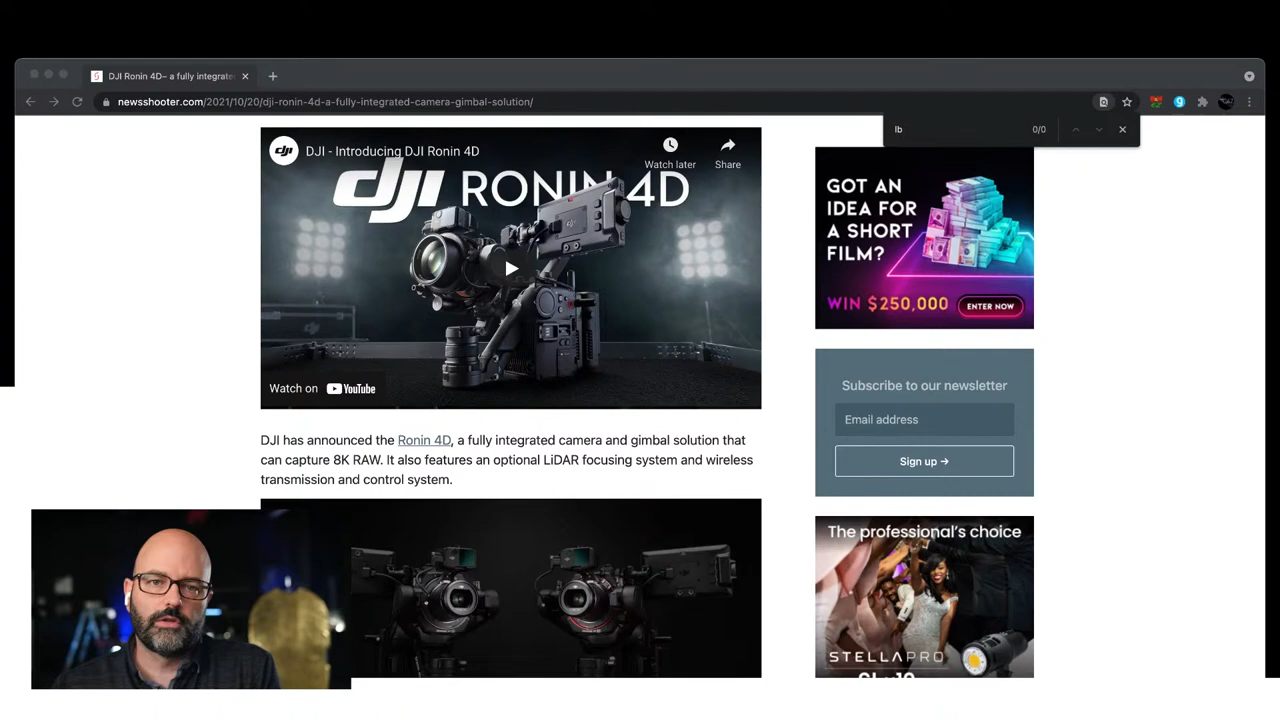 DJI Ronin 4D– a fully integrate
newsshooter.com/2021/10/20/dji-ronin-4d-a-fully-integrated-camera-gimbal-solution/
lb
0/0
dji
DJI - Introducing DJI Ronin 4D
Watch later
Share
dji RONIN 4D
Watch on YouTube
DJI has announced the Ronin 4D, a fully integrated camera and gimbal solution that
can capture 8K RAW. It also features an optional LiDAR focusing system and wireless
transmission and control system.
GOT AN
IDEA FOR
A SHORT
FILM?
WIN $250,000
ENTER NOW
Subscribe to our newsletter
Email address
Sign up →
The professional's choice
STELLAPRO